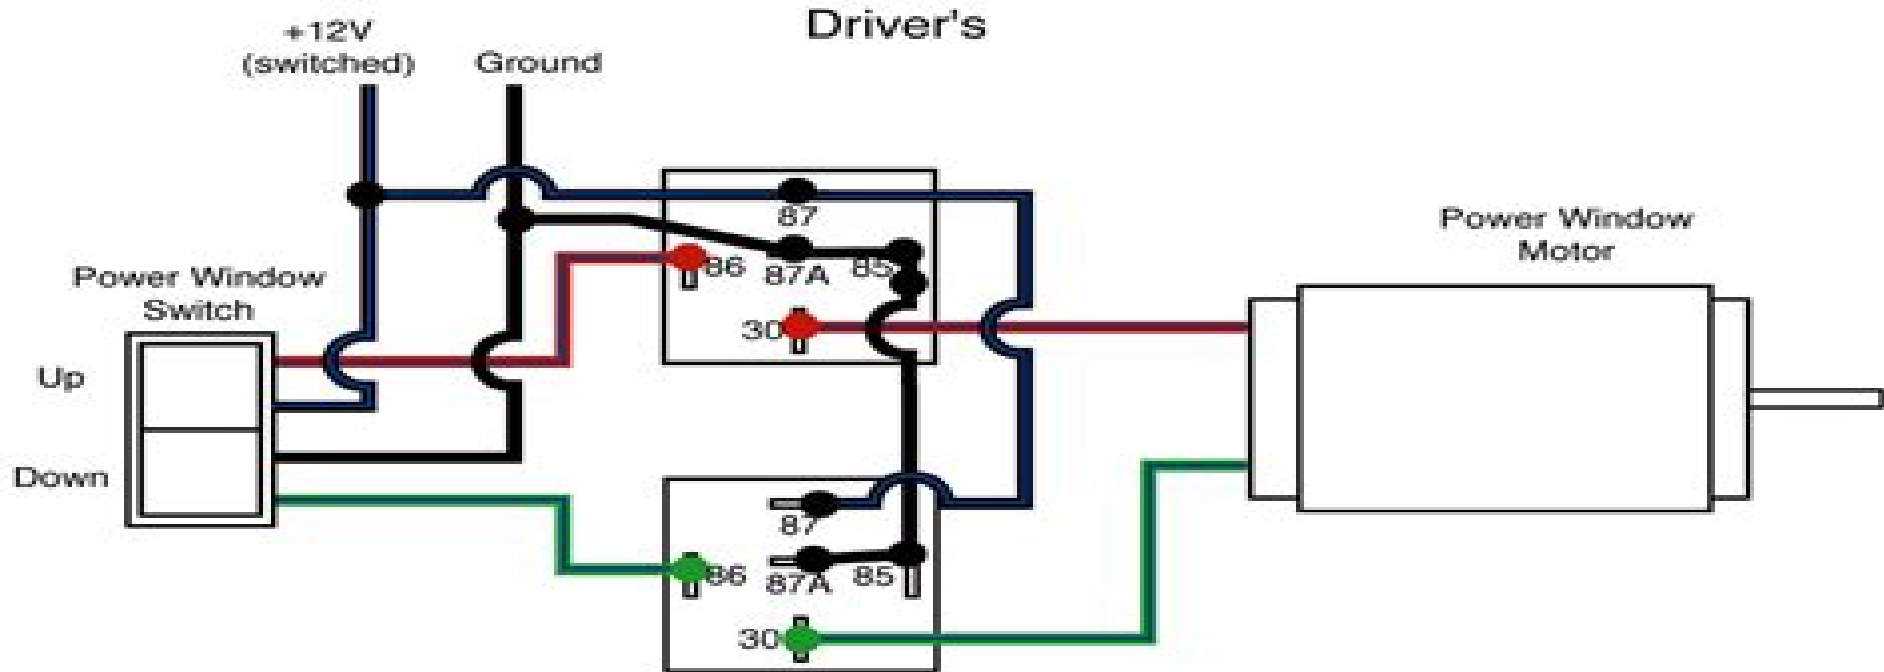 Driver's
+12V
(switched)
Ground
Power Window
Switch
Up
Down
87
86
87A
85
30
87
86
87A
85
30
Power Window
Motor